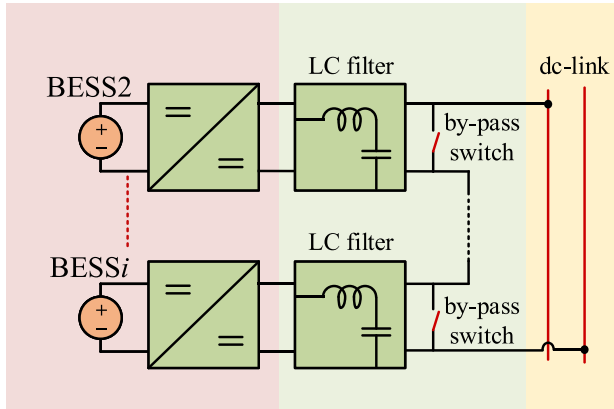 LC filter
dc-link
BESS2
+
−
by-pass
switch
LC filter
BESSi
+
−
by-pass
switch